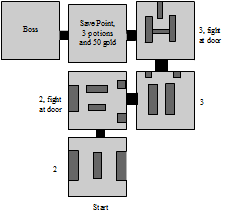 Boss
Save Point,
3 potions
and 50 gold
3, fight
at door
2, fight
at door
3
2
Start